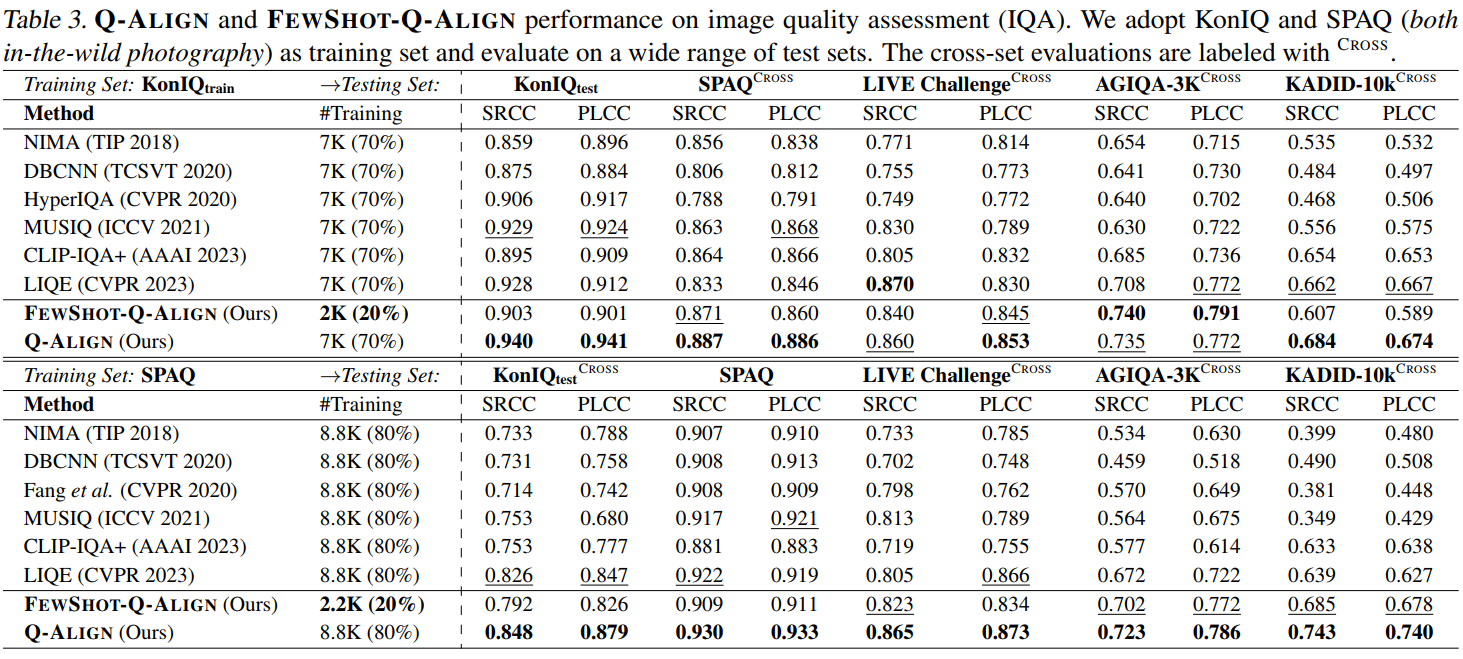 Table 3. Q-ALIGN and FEWSHOT-Q-ALIGN performance on image quality assessment (IQA). We adopt KonIQ and SPAQ (both
in-the-wild photography) as training set and evaluate on a wide range of test sets. The cross-set evaluations are labeled with CROSS.
Training Set: KonIQtrain →Testing Set: KonIQtest SPAQCROSS LIVE ChallengeCROSS AGIQA-3KCROSS KADID-10kCROSS
Method #Training SRCC PLCC SRCC PLCC SRCC PLCC SRCC PLCC SRCC PLCC
NIMA (TIP 2018) 7K (70%) 0.859 0.896 0.856 0.838 0.771 0.814 0.654 0.715 0.535 0.532
DBCNN (TCSVT 2020) 7K (70%) 0.875 0.884 0.806 0.812 0.755 0.773 0.641 0.730 0.484 0.497
HyperIQA (CVPR 2020) 7K (70%) 0.906 0.917 0.788 0.791 0.749 0.772 0.640 0.702 0.468 0.506
MUSIQ (ICCV 2021) 7K (70%) 0.929 0.924 0.863 0.868 0.830 0.789 0.630 0.722 0.556 0.575
CLIP-IQA+ (AAAI 2023) 7K (70%) 0.895 0.909 0.864 0.866 0.805 0.832 0.685 0.736 0.654 0.653
LIQE (CVPR 2023) 7K (70%) 0.928 0.912 0.833 0.846 0.870 0.830 0.708 0.772 0.662 0.667
FEWSHOT-Q-ALIGN (Ours) 2K (20%) 0.903 0.901 0.871 0.860 0.840 0.845 0.740 0.791 0.607 0.589
Q-ALIGN (Ours) 7K (70%) 0.940 0.941 0.887 0.886 0.860 0.853 0.735 0.772 0.684 0.674
Training Set: SPAQ →Testing Set: KonIQtestCROSS SPAQ LIVE ChallengeCROSS AGIQA-3KCROSS KADID-10kCROSS
Method #Training SRCC PLCC SRCC PLCC SRCC PLCC SRCC PLCC SRCC PLCC
NIMA (TIP 2018) 8.8K (80%) 0.733 0.788 0.907 0.910 0.733 0.785 0.534 0.630 0.399 0.480
DBCNN (TCSVT 2020) 8.8K (80%) 0.731 0.758 0.908 0.913 0.702 0.748 0.459 0.518 0.490 0.508
Fang et al. (CVPR 2020) 8.8K (80%) 0.714 0.742 0.908 0.909 0.798 0.762 0.570 0.649 0.381 0.448
MUSIQ (ICCV 2021) 8.8K (80%) 0.753 0.680 0.917 0.921 0.813 0.789 0.564 0.675 0.349 0.429
CLIP-IQA+ (AAAI 2023) 8.8K (80%) 0.753 0.777 0.881 0.883 0.719 0.755 0.577 0.614 0.633 0.638
LIQE (CVPR 2023) 8.8K (80%) 0.826 0.847 0.922 0.919 0.805 0.866 0.672 0.722 0.639 0.627
FEWSHOT-Q-ALIGN (Ours) 2.2K (20%) 0.792 0.826 0.909 0.911 0.823 0.834 0.702 0.772 0.685 0.678
Q-ALIGN (Ours) 8.8K (80%) 0.848 0.879 0.930 0.933 0.865 0.873 0.723 0.786 0.743 0.740